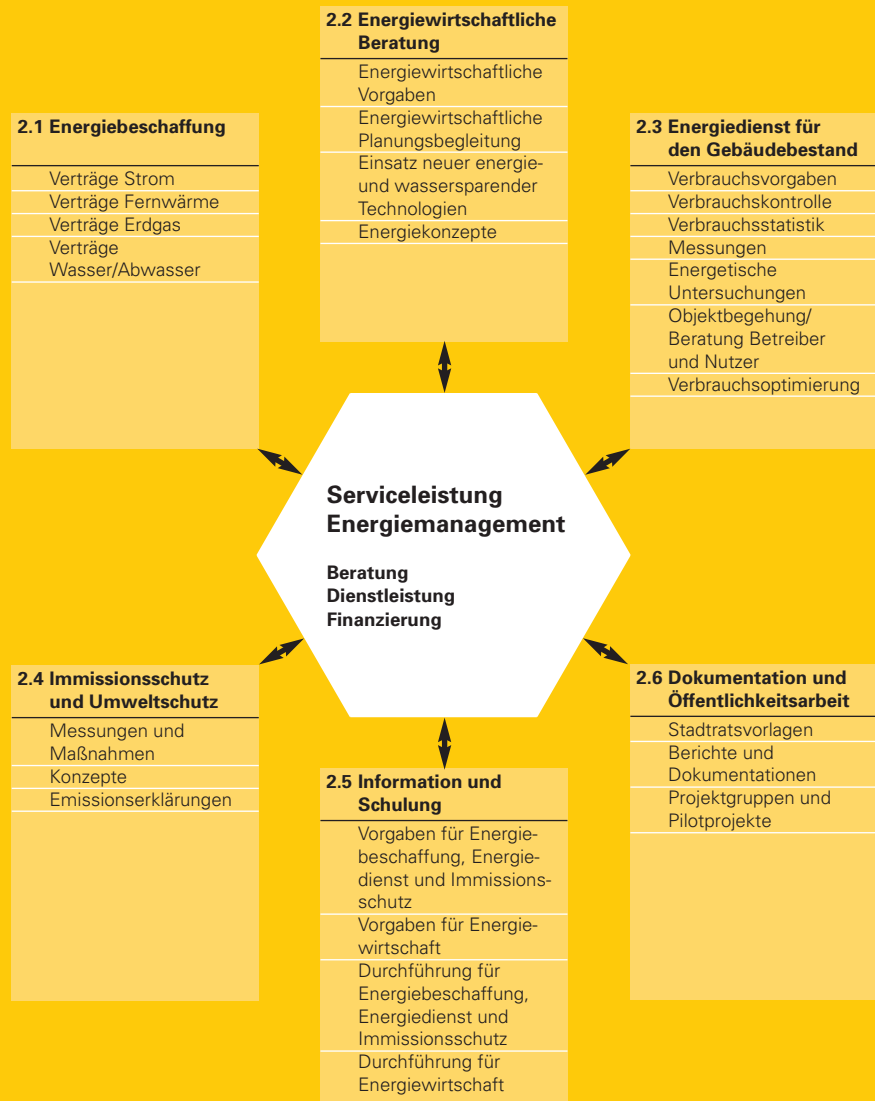 2.1 Energiebeschaffung
Verträge Strom
Verträge Fernwärme
Verträge Erdgas
Verträge
Wasser/Abwasser
2.2 Energiewirtschaftliche
Beratung
Energiewirtschaftliche
Vorgaben
Energiewirtschaftliche
Planungsbegleitung
Einsatz neuer energie-
und wassersparender
Technologien
Energiekonzepte
2.3 Energiedienst für
den Gebäudebestand
Verbrauchsvorgaben
Verbrauchskontrolle
Verbrauchsstatistik
Messungen
Energetische
Untersuchungen
Objektbegehung/
Beratung Betreiber
und Nutzer
Verbrauchsoptimierung
Serviceleistung
Energiemanagement
Beratung
Dienstleistung
Finanzierung
2.4 Immissionsschutz
und Umweltschutz
Messungen und
Maßnahmen
Konzepte
Emissionserklärungen
2.5 Information und
Schulung
Vorgaben für Energie-
beschaffung, Energie-
dienst und Immissions-
schutz
Vorgaben für Energie-
wirtschaft
Durchführung für
Energiebeschaffung,
Energiedienst und
Immissionsschutz
Durchführung für
Energiewirtschaft
2.6 Dokumentation und
Öffentlichkeitsarbeit
Stadtratsvorlagen
Berichte und
Dokumentationen
Projektgruppen und
Pilotprojekte